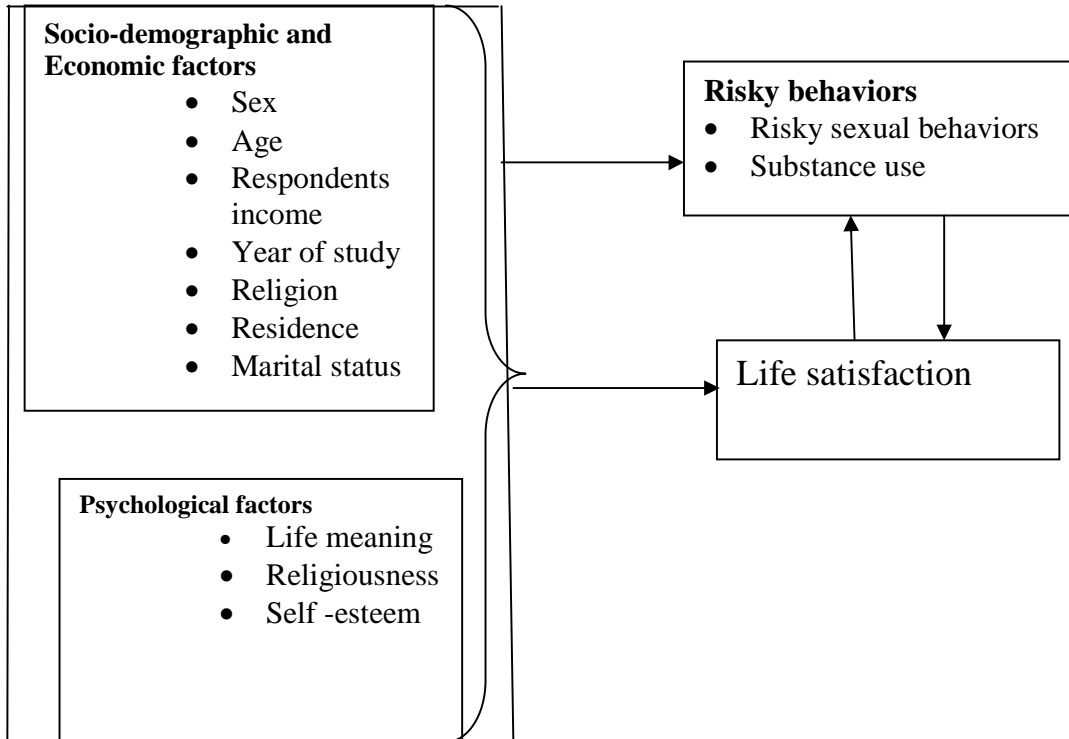 Socio-demographic and
Economic factors
• Sex
• Age
• Respondents
income
• Year of study
• Religion
• Residence
• Marital status
Psychological factors
• Life meaning
• Religiousness
• Self -esteem
Risky behaviors
• Risky sexual behaviors
• Substance use
Life satisfaction